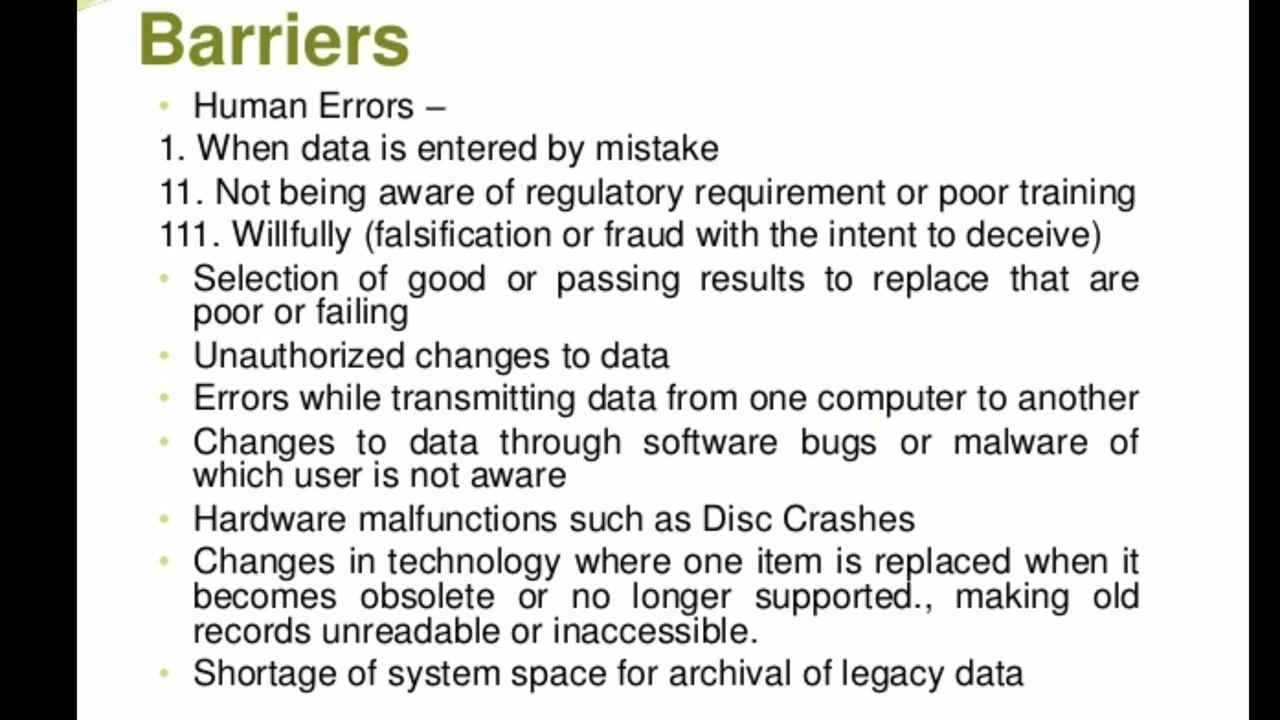 Barriers
• Human Errors –
1. When data is entered by mistake
11. Not being aware of regulatory requirement or poor training
111. Willfully (falsification or fraud with the intent to deceive)
• Selection of good or passing results to replace that are
poor or failing
• Unauthorized changes to data
• Errors while transmitting data from one computer to another
• Changes to data through software bugs or malware of
which user is not aware
• Hardware malfunctions such as Disc Crashes
• Changes in technology where one item is replaced when it
becomes obsolete or no longer supported., making old
records unreadable or inaccessible.
• Shortage of system space for archival of legacy data